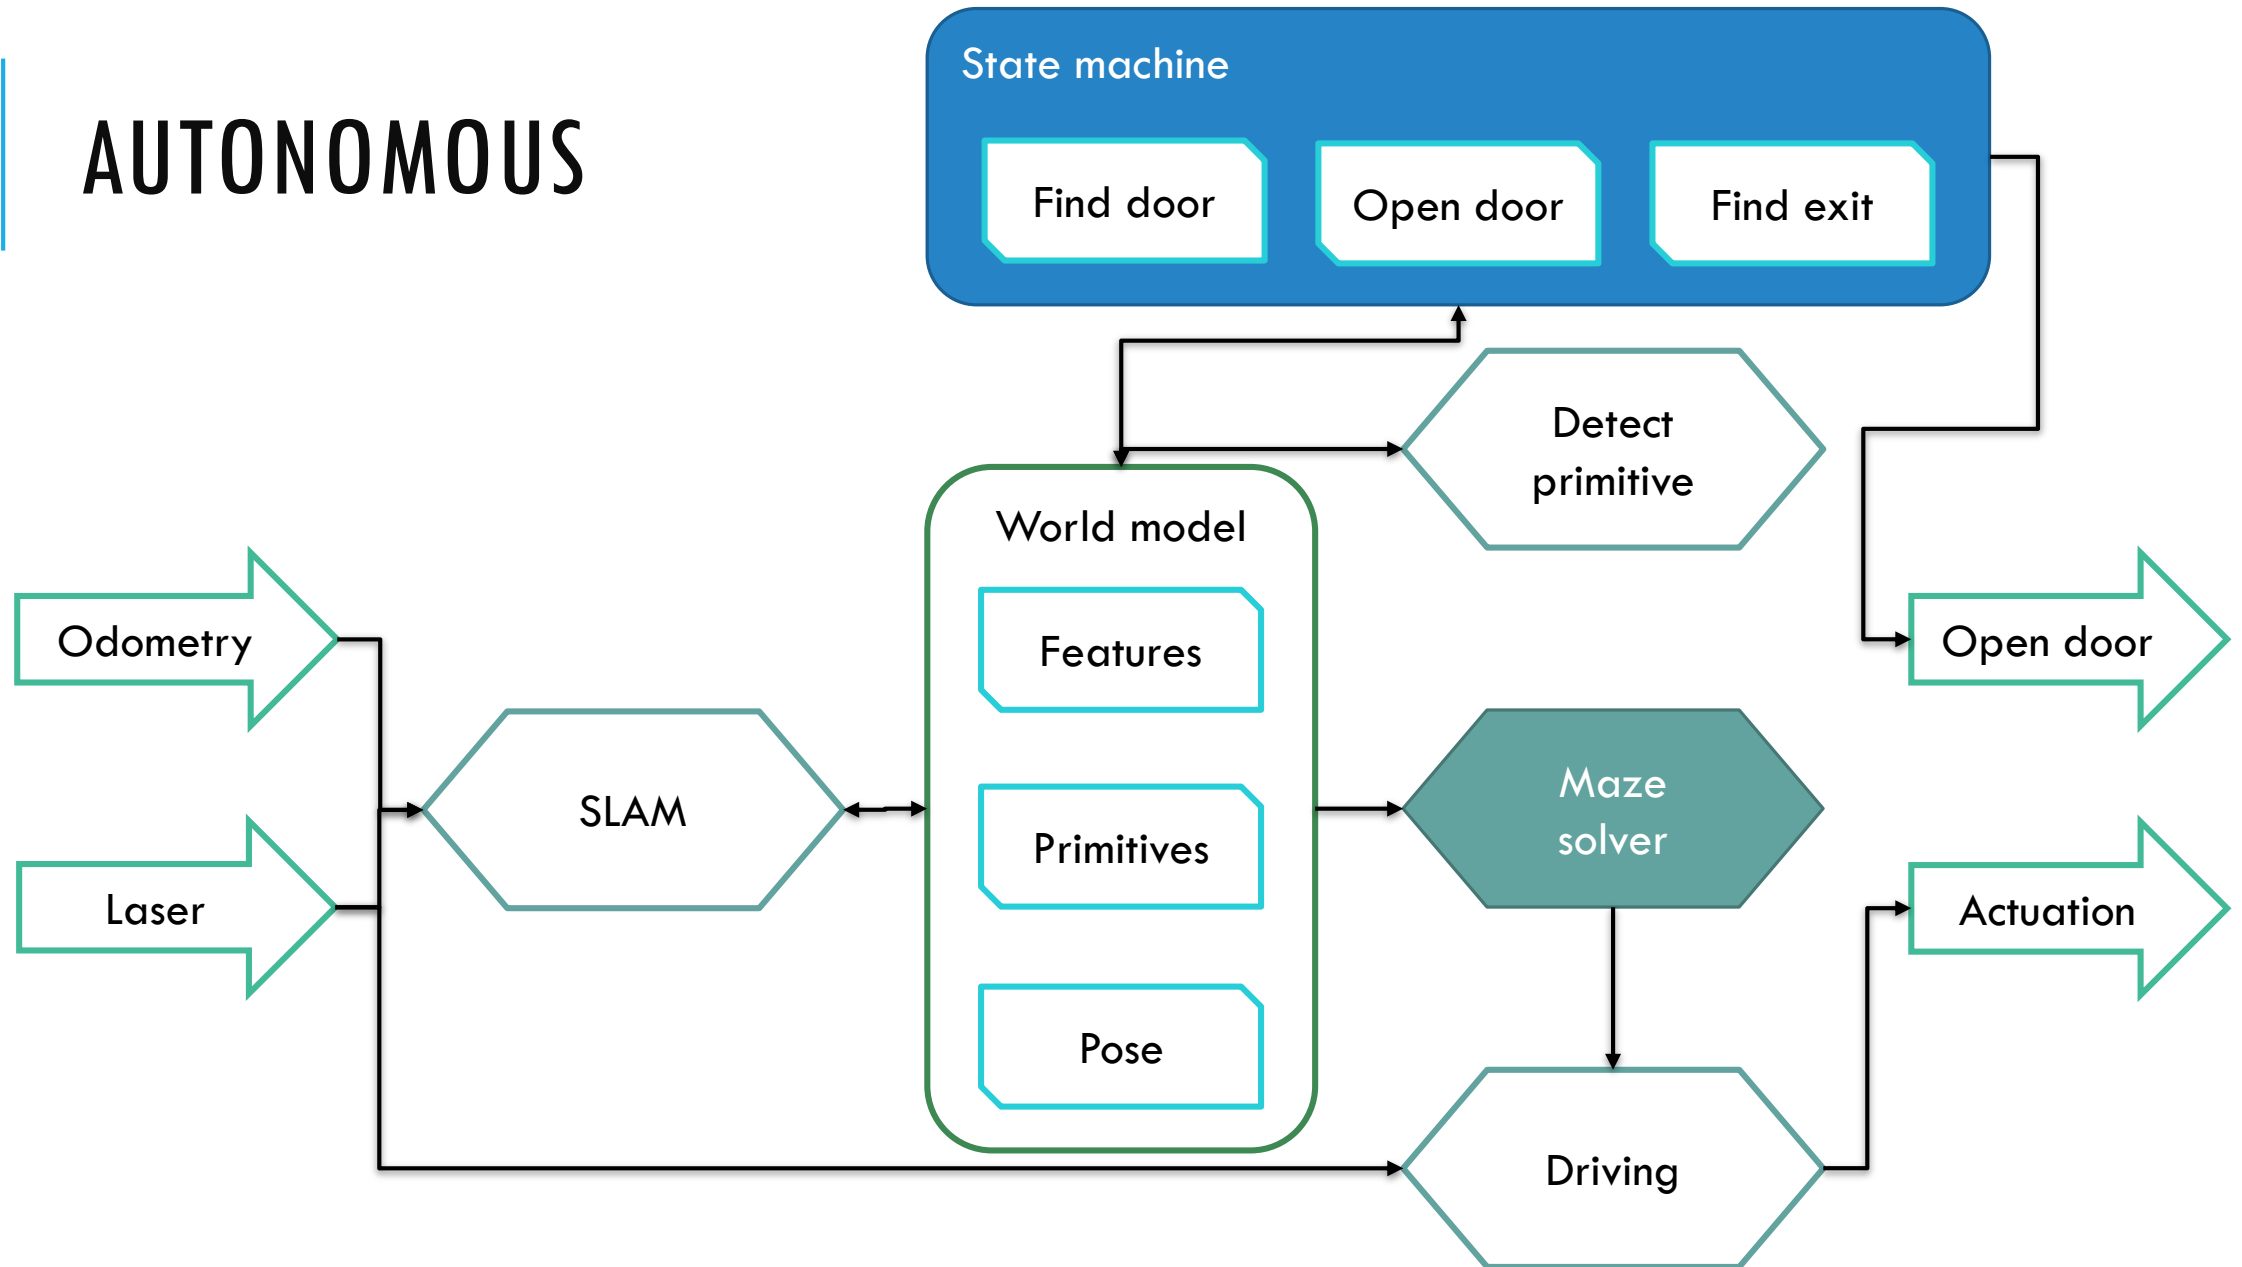 AUTONOMOUS
State machine
Find door
Open door
Find exit
Detect
primitive
World model
Features
Primitives
Pose
Odometry
Laser
SLAM
Maze
solver
Driving
Open door
Actuation